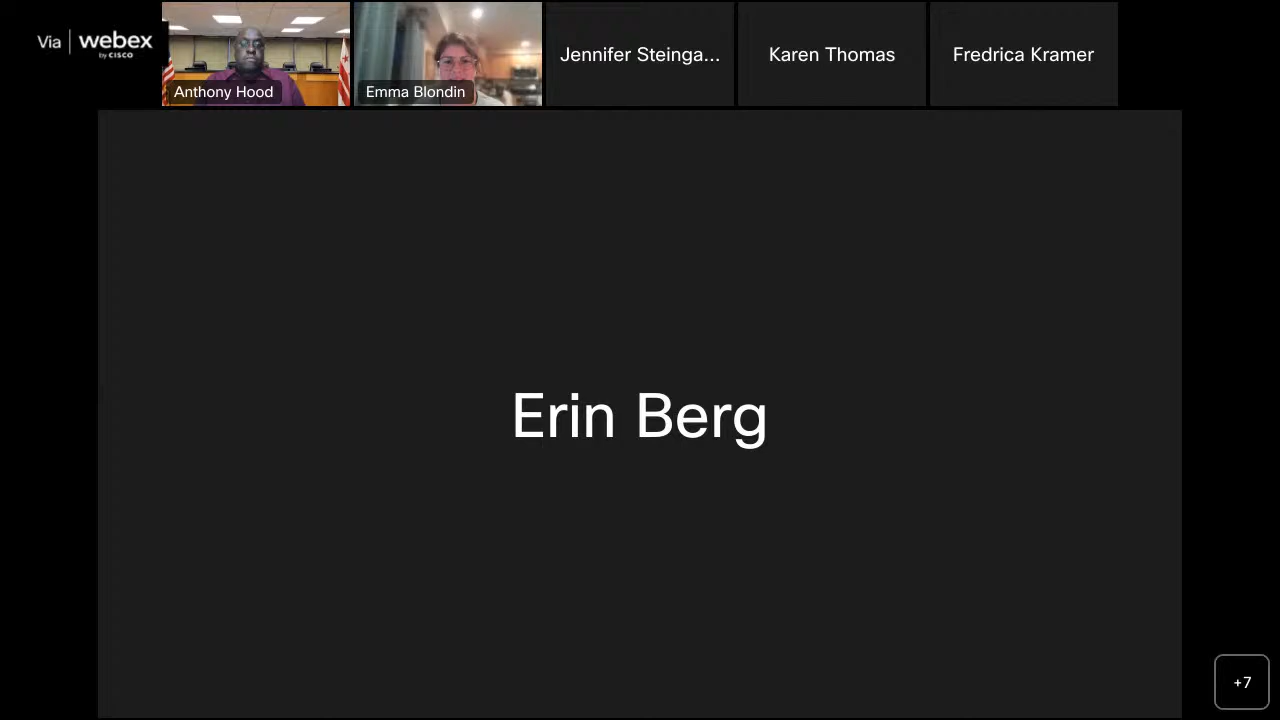 Via | webex
by CISCO
Anthony Hood
Emma Blondin
Jennifer Steinga...
Karen Thomas
Fredrica Kramer
Erin Berg
+7